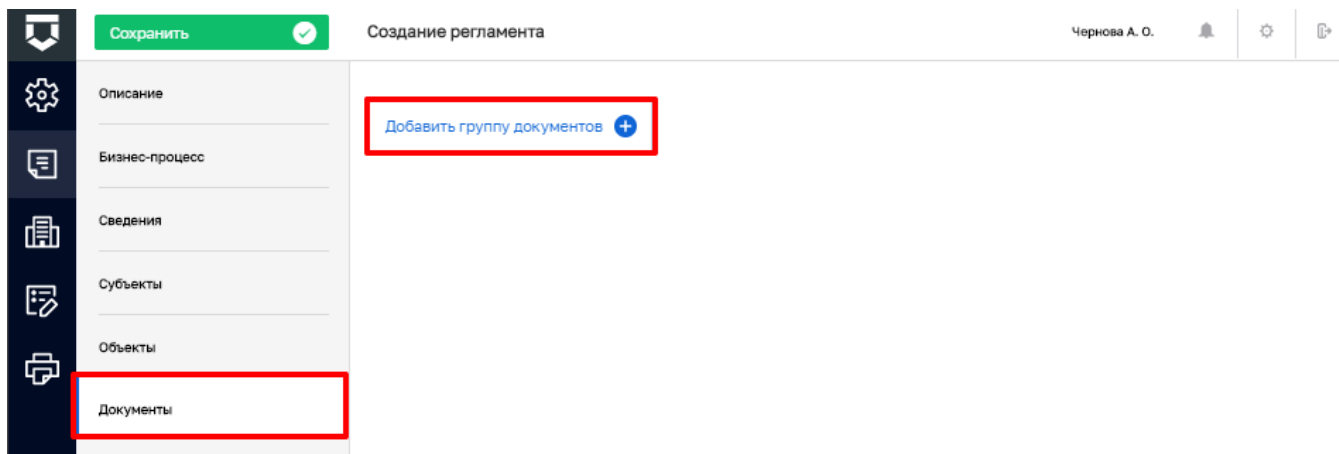 Сохранить
Создание регламента
Чернова А. О.
Описание
Добавить группу документов
Бизнес-процесс
Сведения
Субъекты
Объекты
Документы